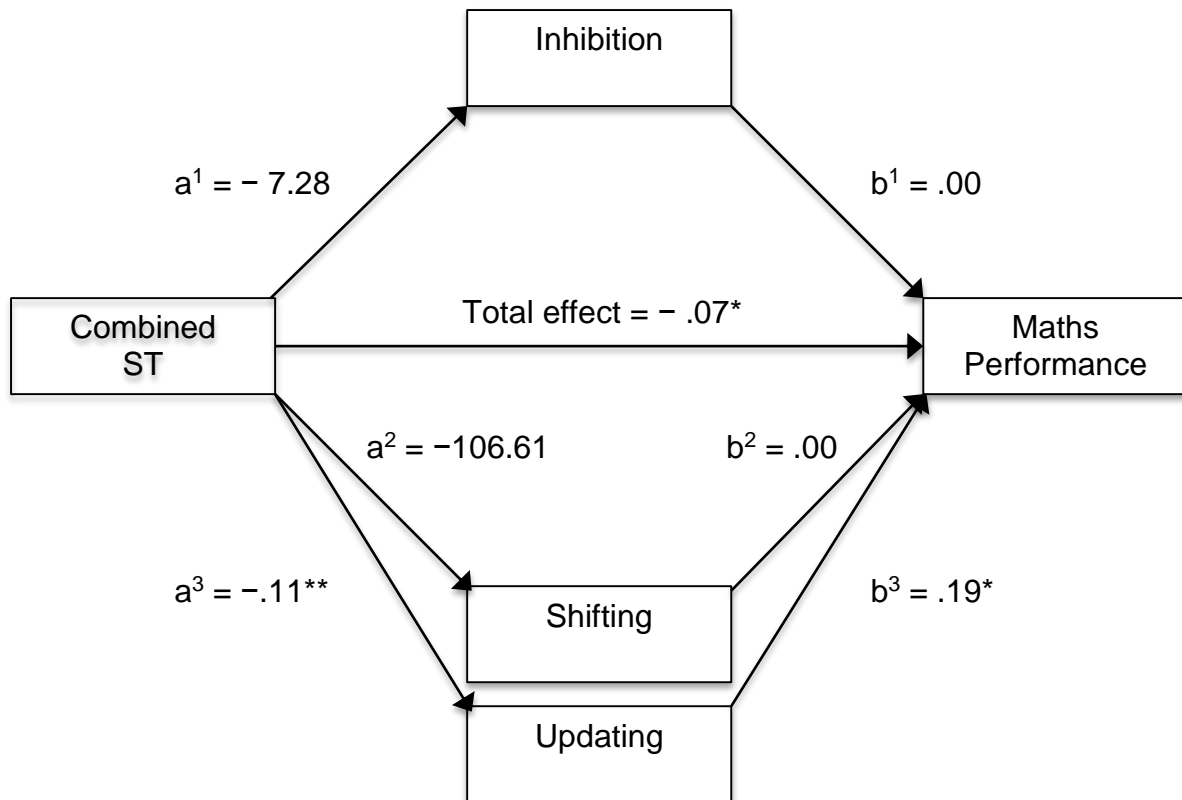 Inhibition
a¹ = − 7.28
b¹ = .00
Total effect = − .07*
Combined
ST
Maths
Performance
a² = −106.61
b² = .00
a³ = −.11**
b³ = .19*
Shifting
Updating